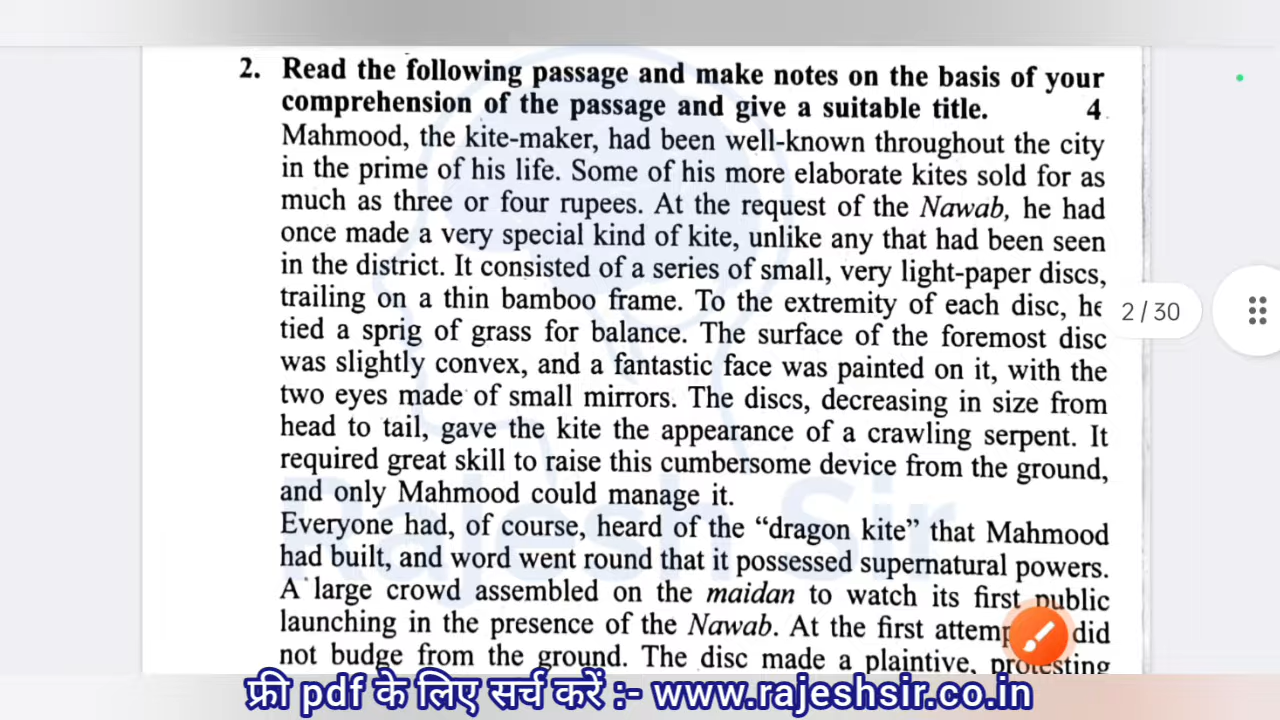 2. Read the following passage and make notes on the basis of your
comprehension of the passage and give a suitable title. 4
Mahmood, the kite-maker, had been well-known throughout the city
in the prime of his life. Some of his more elaborate kites sold for as
much as three or four rupees. At the request of the Nawab, he had
once made a very special kind of kite, unlike any that had been seen
in the district. It consisted of a series of small, very light-paper discs,
trailing on a thin bamboo frame. To the extremity of each disc, he
tied a sprig of grass for balance. The surface of the foremost disc
was slightly convex, and a fantastic face was painted on it, with the
two eyes made of small mirrors. The discs, decreasing in size from
head to tail, gave the kite the appearance of a crawling serpent. It
required great skill to raise this cumbersome device from the ground,
and only Mahmood could manage it.
Everyone had, of course, heard of the “dragon kite” that Mahmood
had built, and word went round that it possessed supernatural powers.
A large crowd assembled on the maidan to watch its first public
launching in the presence of the Nawab. At the first did
not budge from the ground. The disc made a plaintive, protesting
2 / 30
Rajesh Sir
फ्री pdf के लिए सर्च करें :- www.rajeshsir.co.in